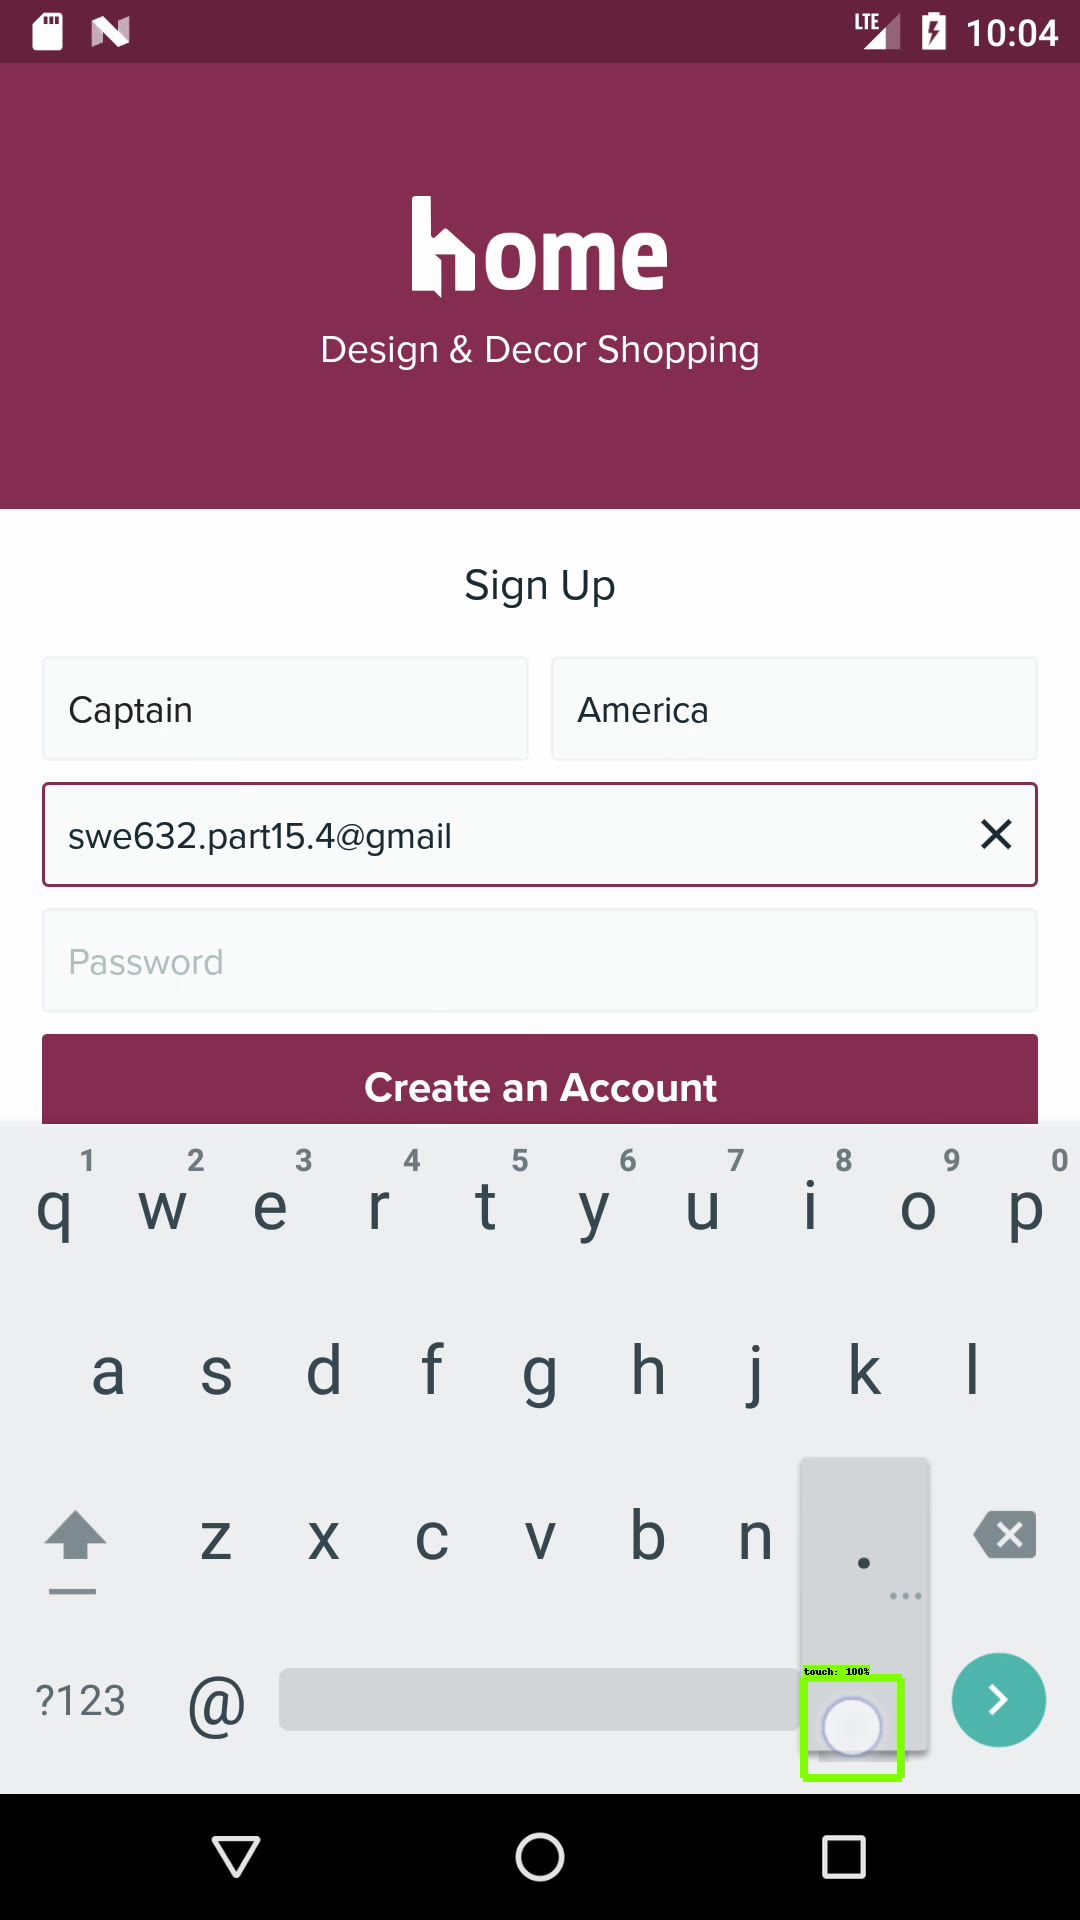 LTE 10:04
home
Design & Decor Shopping
Sign Up
Captain America
swe632.part15.4@gmail
Password
Create an Account
1 2 3 4 5 6 7 8 9 0
q w e r t y u i o p
a s d f g h j k l
z x c v b n .
touch: 100%
?123 @